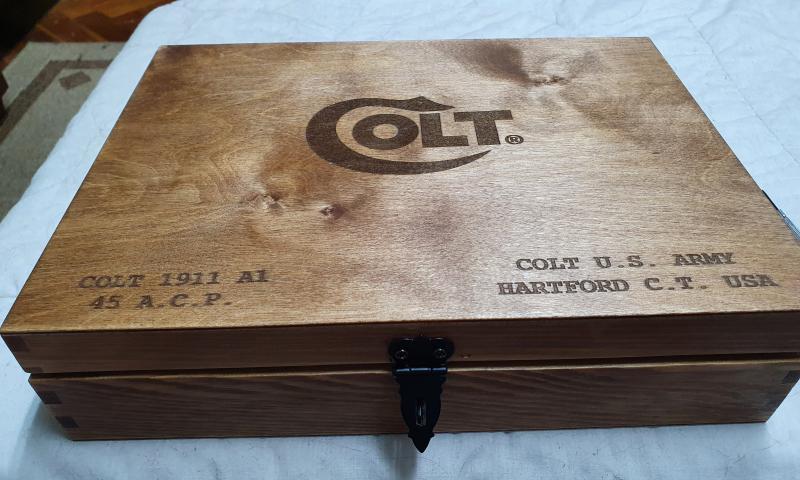 COLT®
COLT 1911 A1
45 A.C.P.
COLT U.S. ARMY
HARTFORD C.T. USA